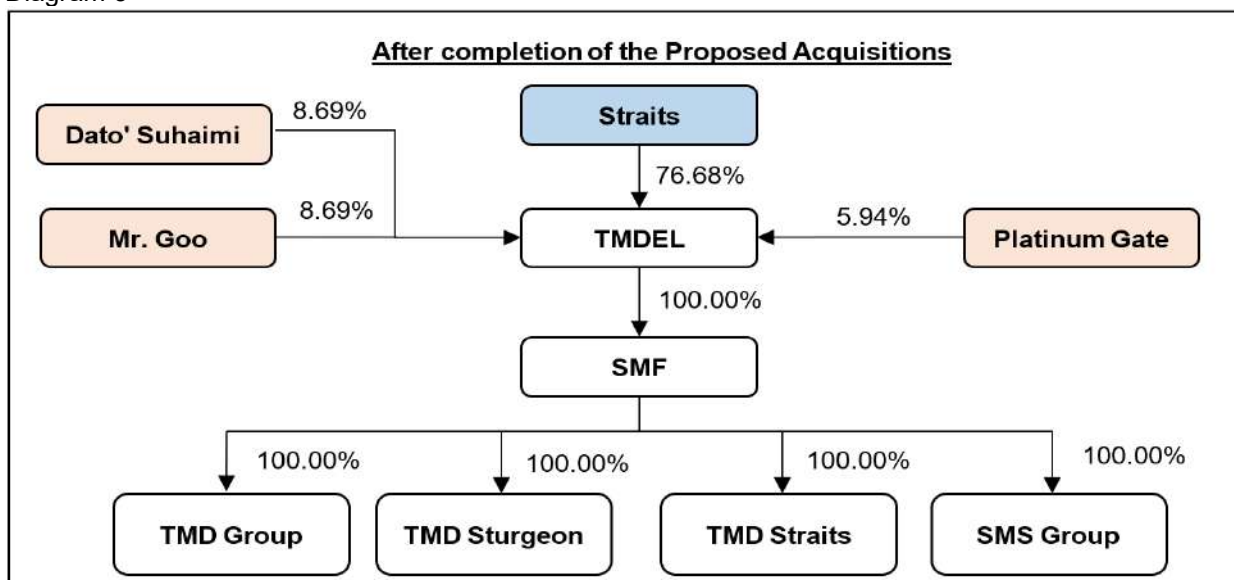 After completion of the Proposed Acquisitions
Dato' Suhaimi
8.69%
Straits
76.68%
Mr. Goo
8.69%
TMDEL
5.94%
Platinum Gate
100.00%
SMF
100.00%
100.00%
100.00%
100.00%
TMD Group
TMD Sturgeon
TMD Straits
SMS Group